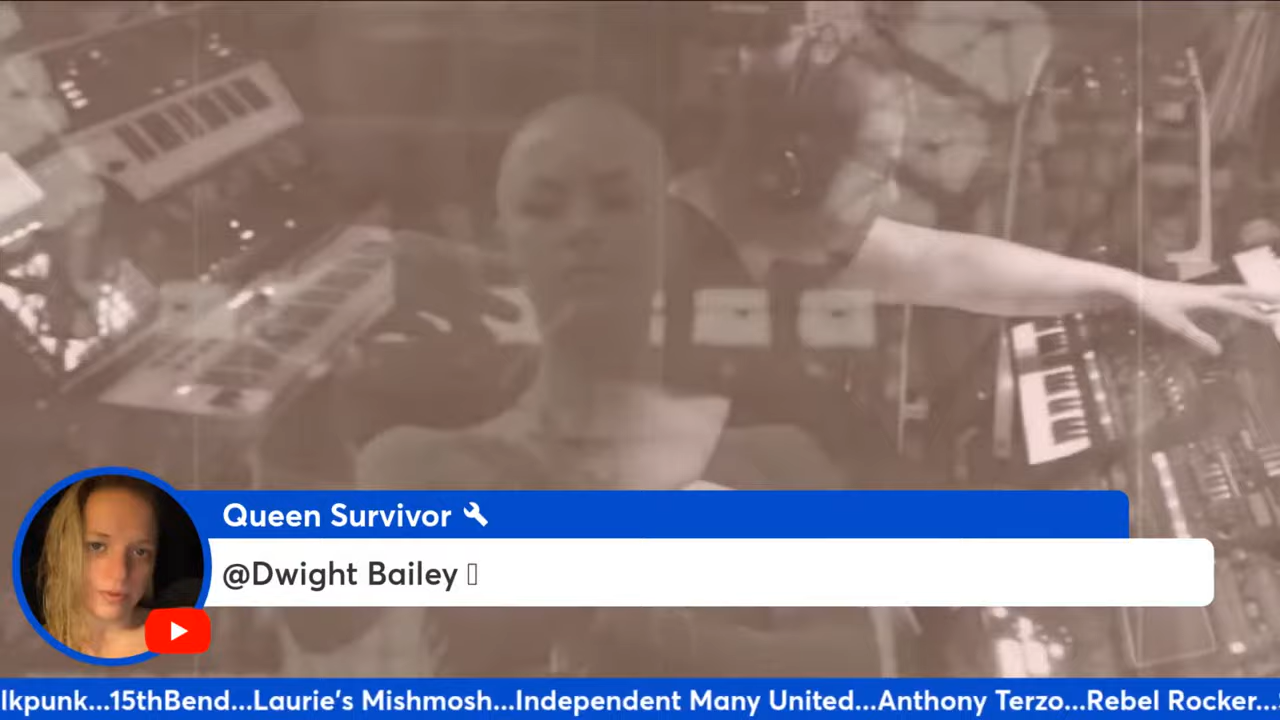 Queen Survivor
@Dwight Bailey
lkpunk...15thBend...Laurie's Mishmosh...Independent Many United...Anthony Terzo...Rebel Rocker...